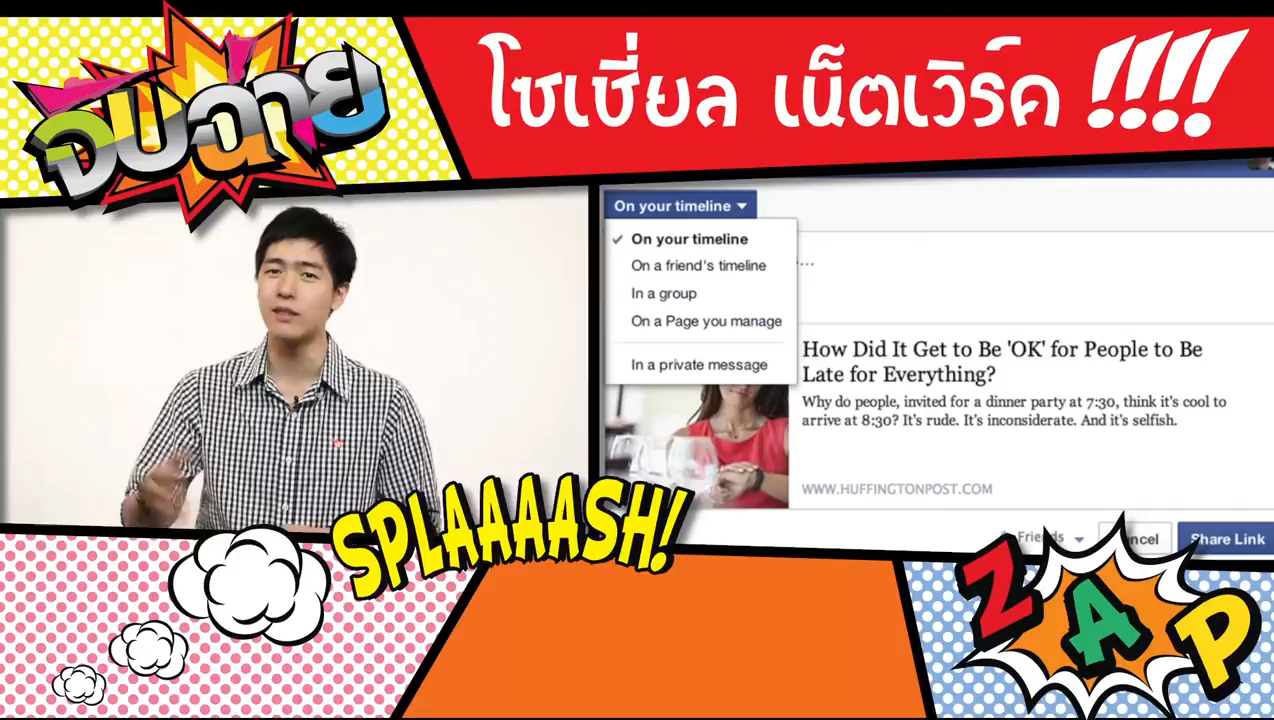 จับฉ่าย
โซเชี่ยล เน็ตเวิร์ค !!!!
On your timeline
On your timeline
On a friend's timeline
In a group
On a Page you manage
In a private message
...
How Did It Get to Be 'OK' for People to Be
Late for Everything?
Why do people, invited for a dinner party at 7:30, think it's cool to
arrive at 8:30? It's rude. It's inconsiderate. And it's selfish.
WWW.HUFFINGTONPOST.COM
Friends
Share Link
SPLAAAASH!
ZAP